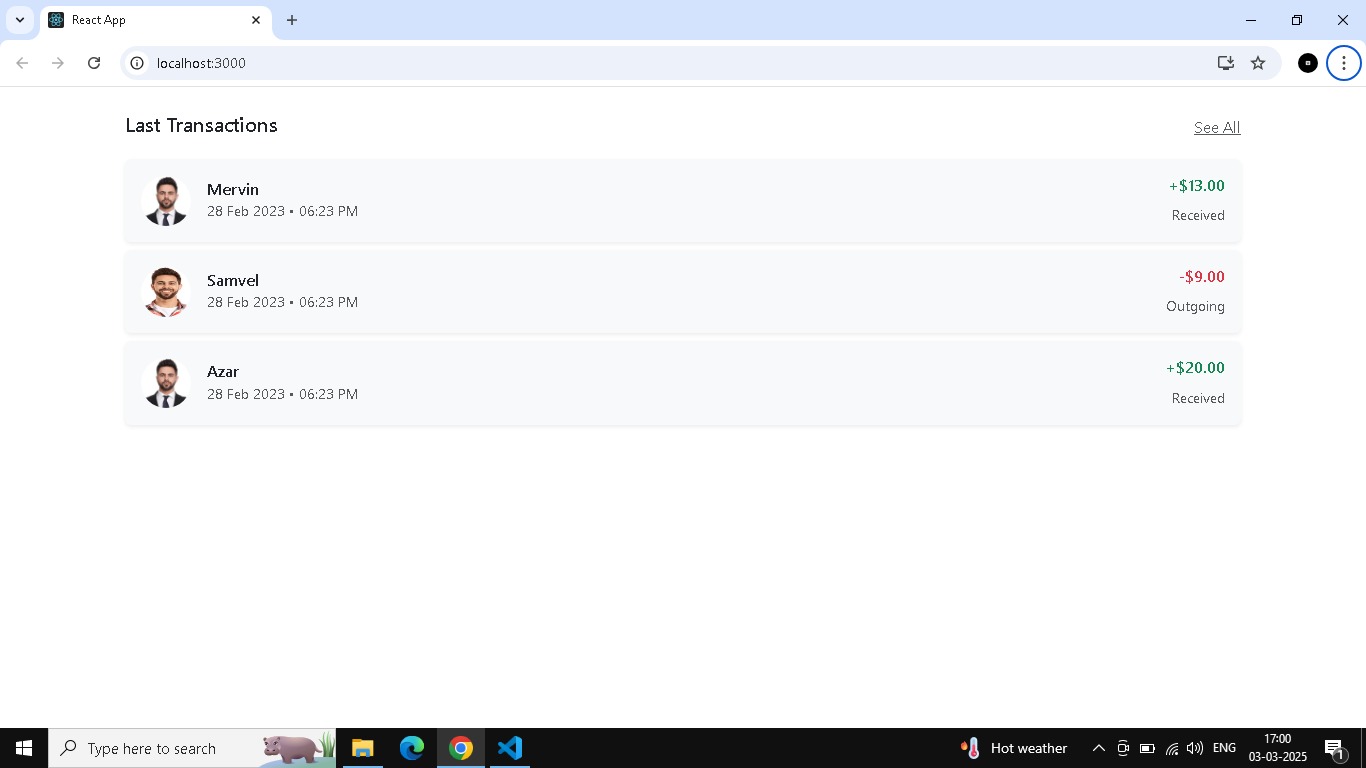 React App
localhost:3000
Last Transactions
See All
Mervin
+$13.00
28 Feb 2023 • 06:23 PM
Received
Samvel
-$9.00
28 Feb 2023 • 06:23 PM
Outgoing
Azar
+$20.00
28 Feb 2023 • 06:23 PM
Received
Type here to search
Hot weather
ENG
17:00
03-03-2025
1